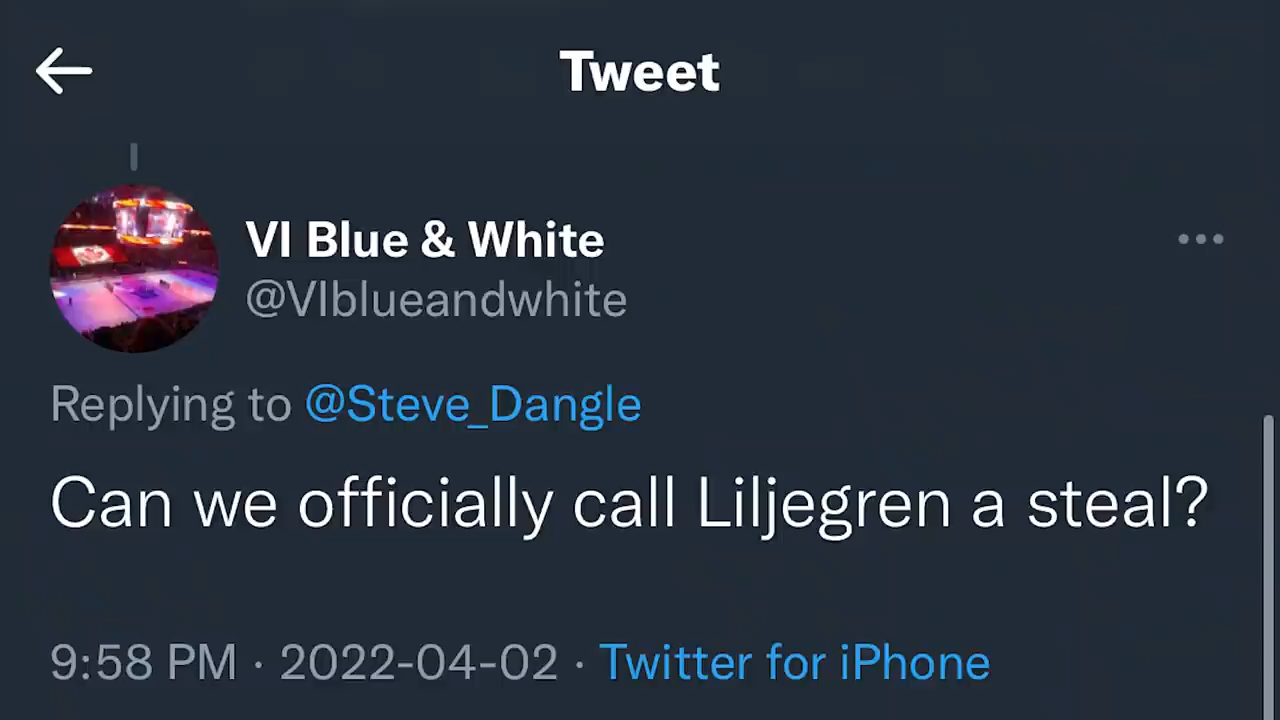 Tweet
VI Blue & White
@VIblueandwhite
Replying to @Steve_Dangle
Can we officially call Liljegren a steal?
9:58 PM · 2022-04-02 · Twitter for iPhone